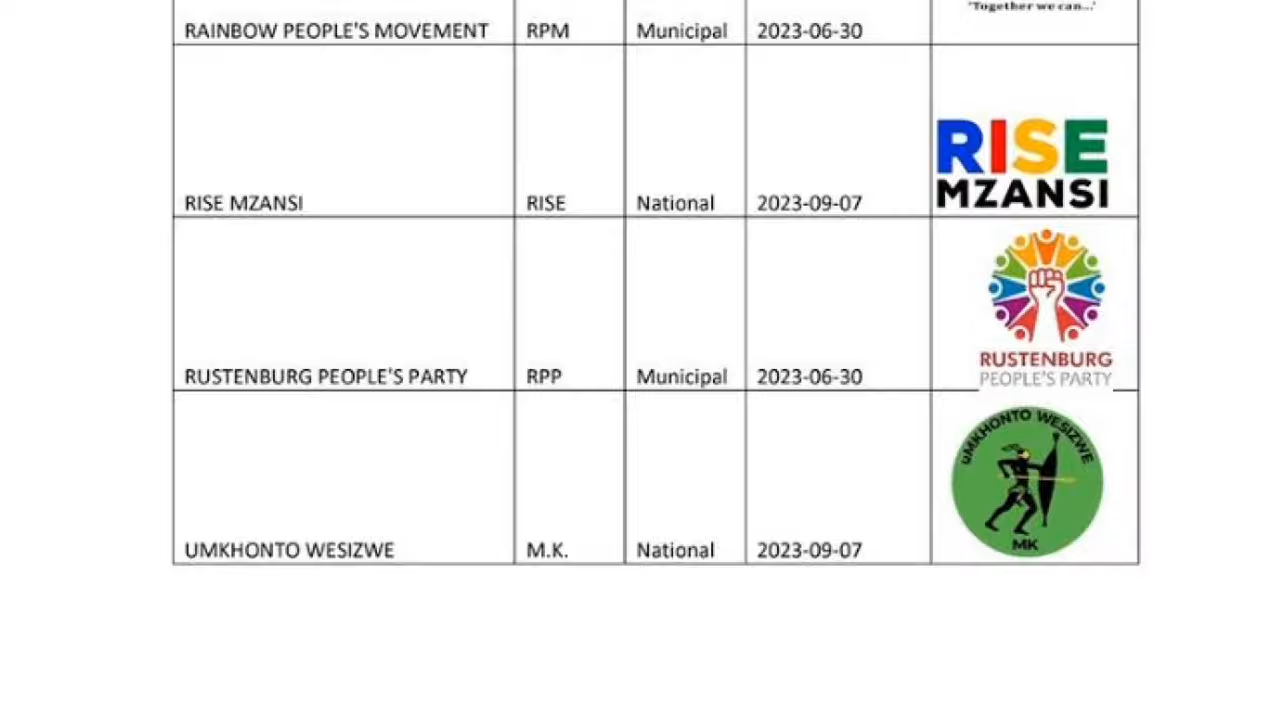 'Together we can...'
RAINBOW PEOPLE'S MOVEMENT RPM Municipal 2023-06-30
RISE
MZANSI
RISE MZANSI RISE National 2023-09-07
RUSTENBURG
RUSTENBURG PEOPLE'S PARTY RPP Municipal 2023-06-30 PEOPLE'S PARTY
UMKHONTO WESIZWE
UMKHONTO WESIZWE M.K. National 2023-09-07 MK